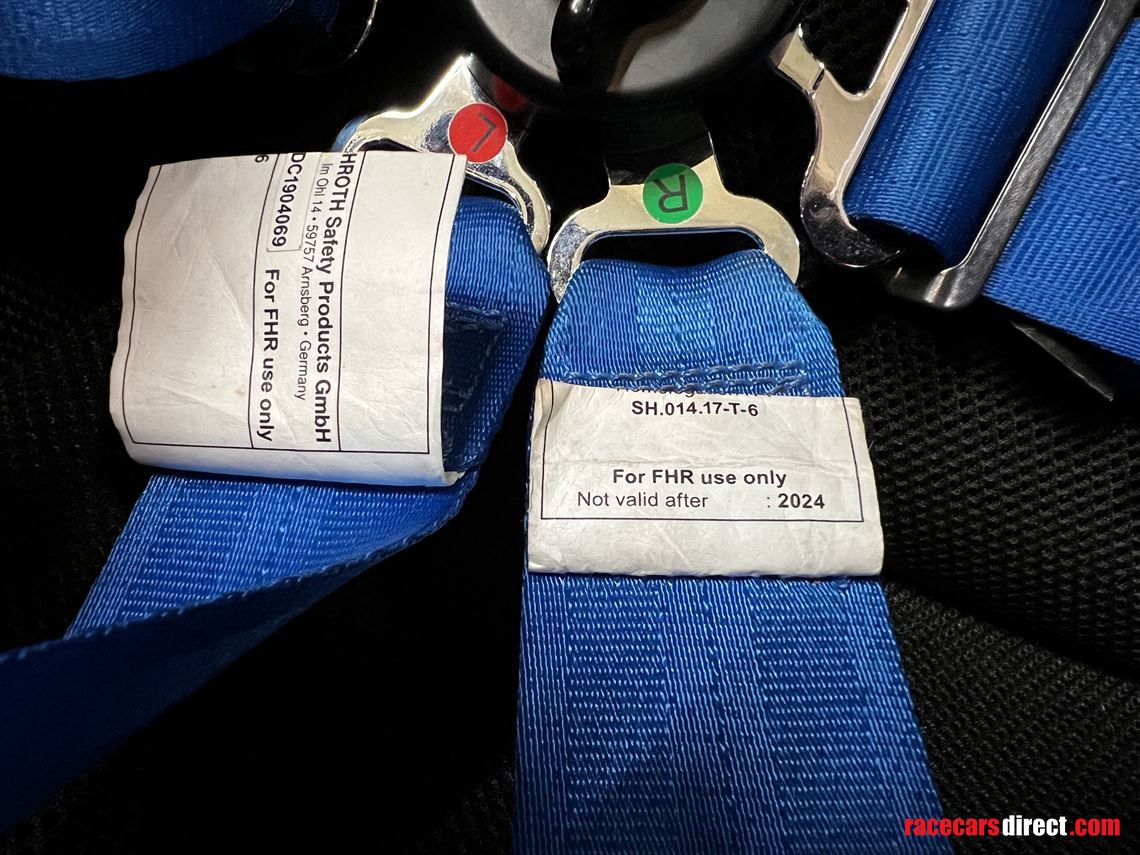 L
R
HROTH Safety Products GmbH
Im Ohl 14 • 59757 Arnsberg • Germany
DC1904069 For FHR use only
6
SH.014.17-T-6
For FHR use only
Not valid after : 2024
racecarsdirect.com